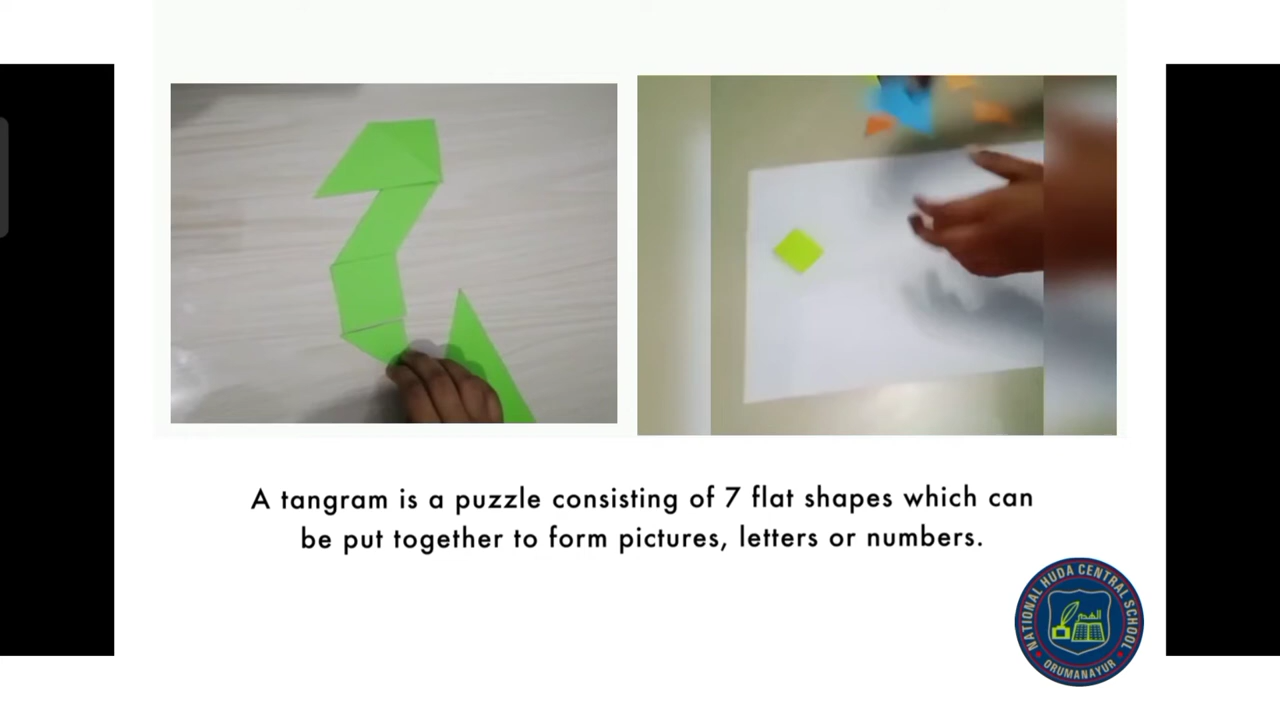 A tangram is a puzzle consisting of 7 flat shapes which can
be put together to form pictures, letters or numbers.
NATIONAL HUDA CENTRAL SCHOOL
ORUMANAYUR